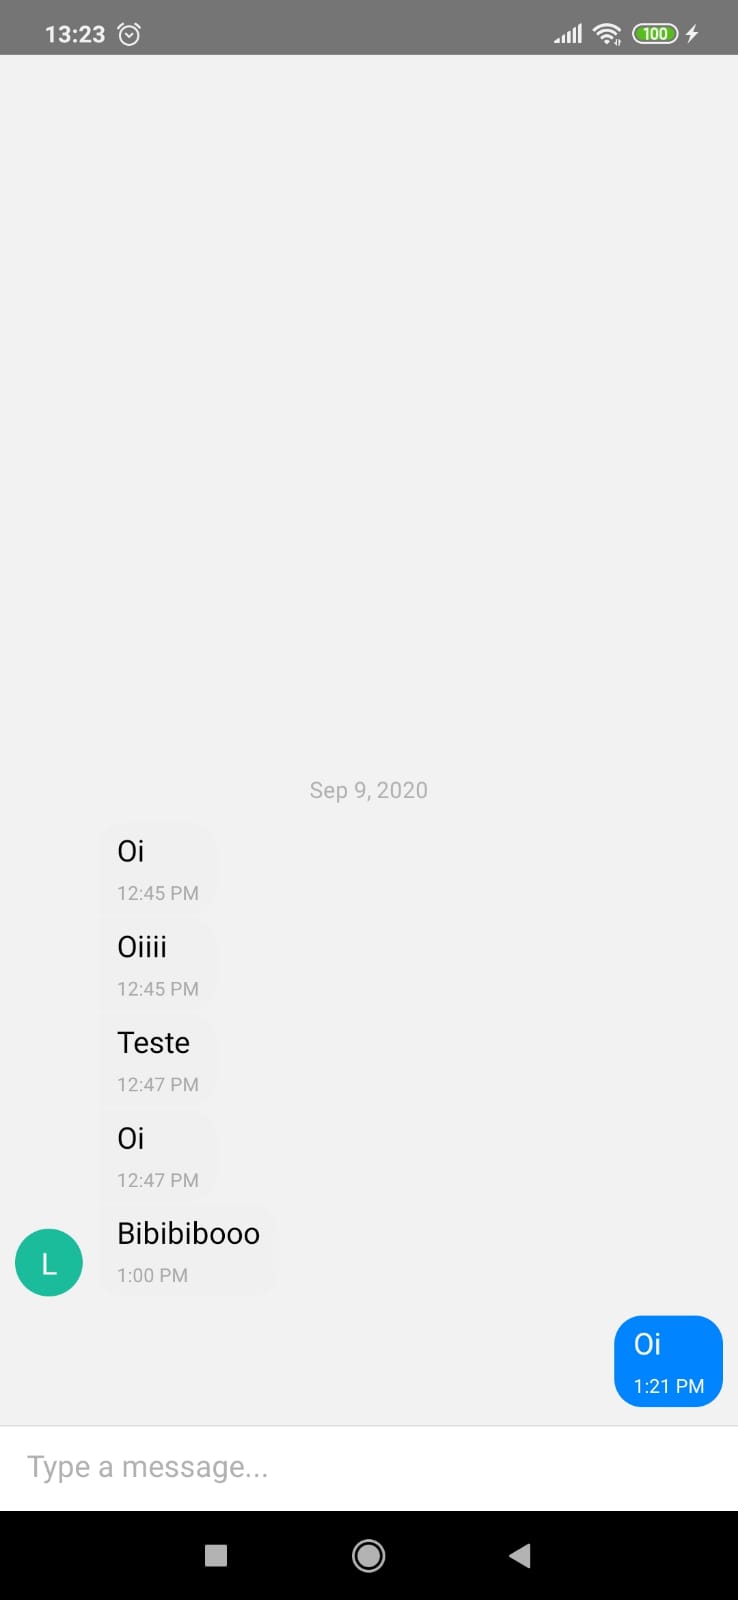 13:23
100
Sep 9, 2020
Oi
12:45 PM
Oiiii
12:45 PM
Teste
12:47 PM
Oi
12:47 PM
Bibibibooo
1:00 PM
L
Oi
1:21 PM
Type a message...